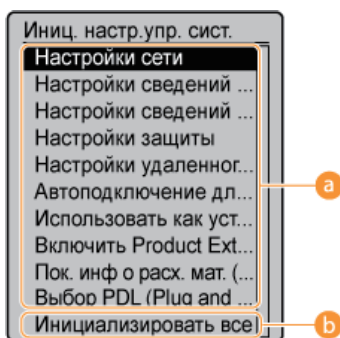 Иниц. настр.упр. сист.
Настройки сети
Настройки сведений ...
Настройки сведений ...
Настройки защиты
Настройки удаленног...
Автоподключение дл...
Использовать как уст...
Включить Product Ext...
Пок. инф о расх. мат. (...
Выбор PDL (Plug and ...
Инициализировать все
a
b